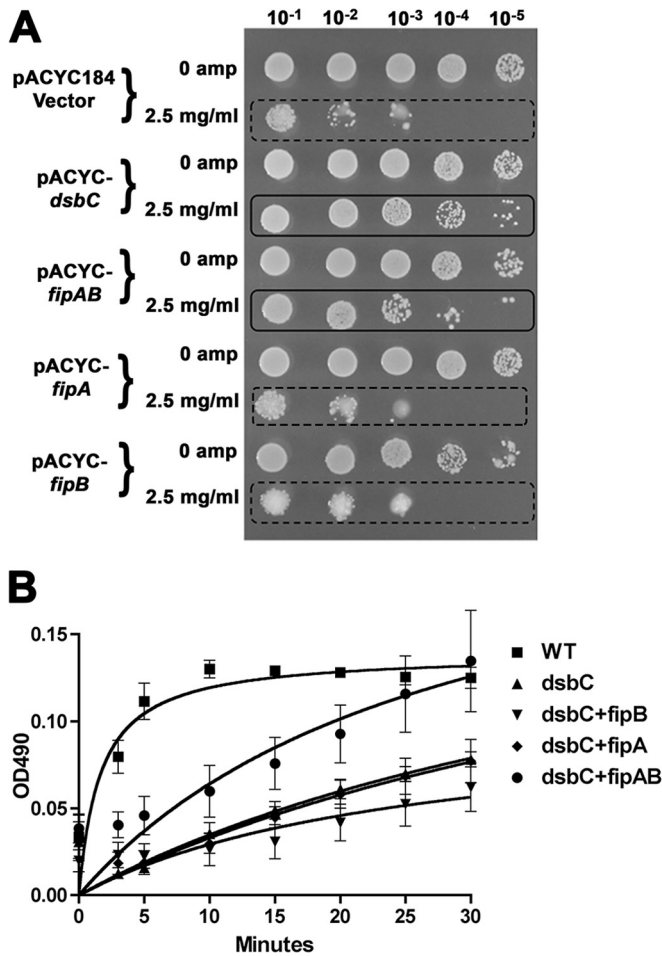 A
10-1 10-2 10-3 10-4 10-5
pACYC184 Vector } 0 amp
2.5 mg/ml
pACYC-dsbC } 0 amp
2.5 mg/ml
pACYC-fipAB } 0 amp
2.5 mg/ml
pACYC-fipA } 0 amp
2.5 mg/ml
pACYC-fipB } 0 amp
2.5 mg/ml
B
0.15
0.10
0.05
0.00
OD490
0 5 10 15 20 25 30
Minutes
WT
dsbC
dsbC+fipB
dsbC+fipA
dsbC+fipAB